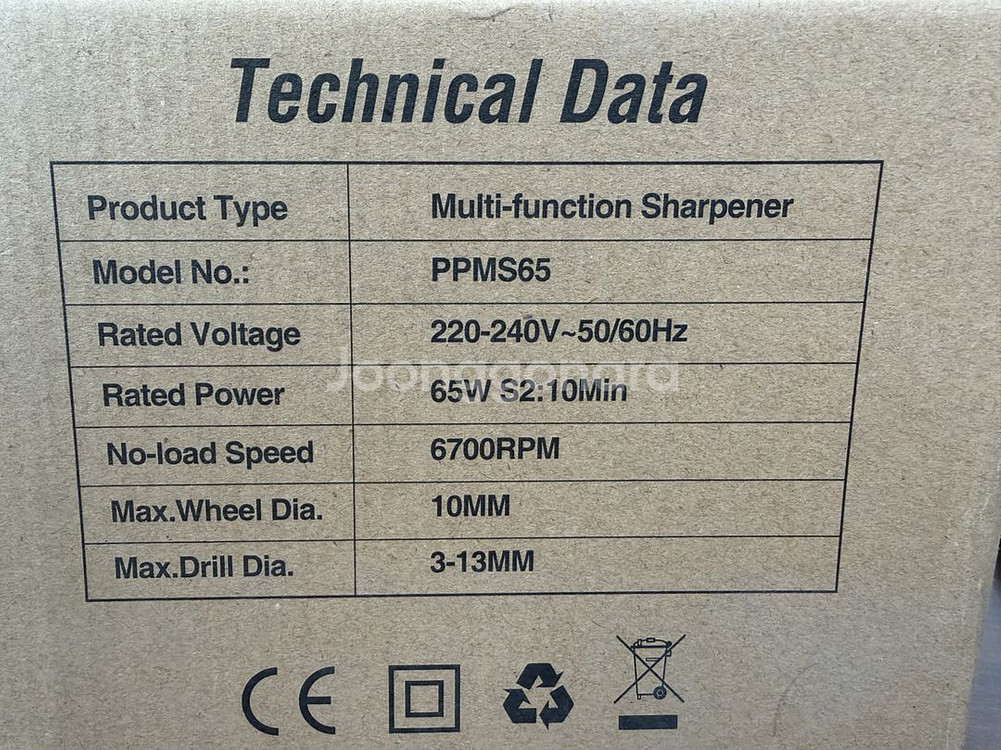 Technical Data
Product Type Multi-function Sharpener
Model No.: PPMS65
Rated Voltage 220-240V~50/60Hz
Joonggonara
Rated Power 65W S2:10Min
No-load Speed 6700RPM
Max.Wheel Dia. 10MM
Max.Drill Dia. 3-13MM
CE